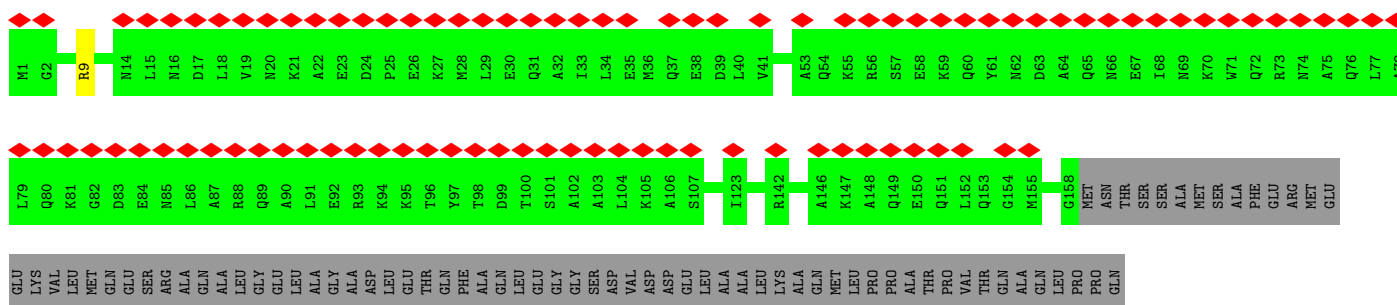 M1 G2 R9 N14 L15 N16 D17 L18 V19 N20 K21 A22 E23 D24 P25 E26 K27 M28 L29 E30 Q31 A32 I33 L34 E35 M36 Q37 E38 D39 L40 V41 A53 Q54 K55 R56 S57 E58 K59 Q60 Y61 N62 D63 A64 Q65 N66 E67 I68 N69 K70 W71 Q72 R73 N74 A75 Q76 L77
L79 Q80 K81 G82 D83 E84 N85 L86 A87 R88 Q89 A90 L91 E92 R93 K94 K95 T96 Y97 T98 D99 T100 S101 A102 A103 L104 K105 A106 S107 I123 R142 A146 K147 A148 Q149 E150 Q151 L152 Q153 G154 M155 G158 MET ASN THR SER SER ALA MET SER ALA PHE GLU ARG MET GLU
GLU LYS VAL LEU MET GLN GLU SER ARG ALA GLN ALA LEU GLY GLU LEU ALA GLY ALA ASP LEU GLU THR GLN PHE ALA GLN LEU GLU GLY GLY SER ASP VAL ASP ASP GLU LEU ALA ALA LEU LYS ALA GLN MET LEU PRO PRO ALA THR PRO VAL THR GLN ALA GLN LEU PRO PRO GLN